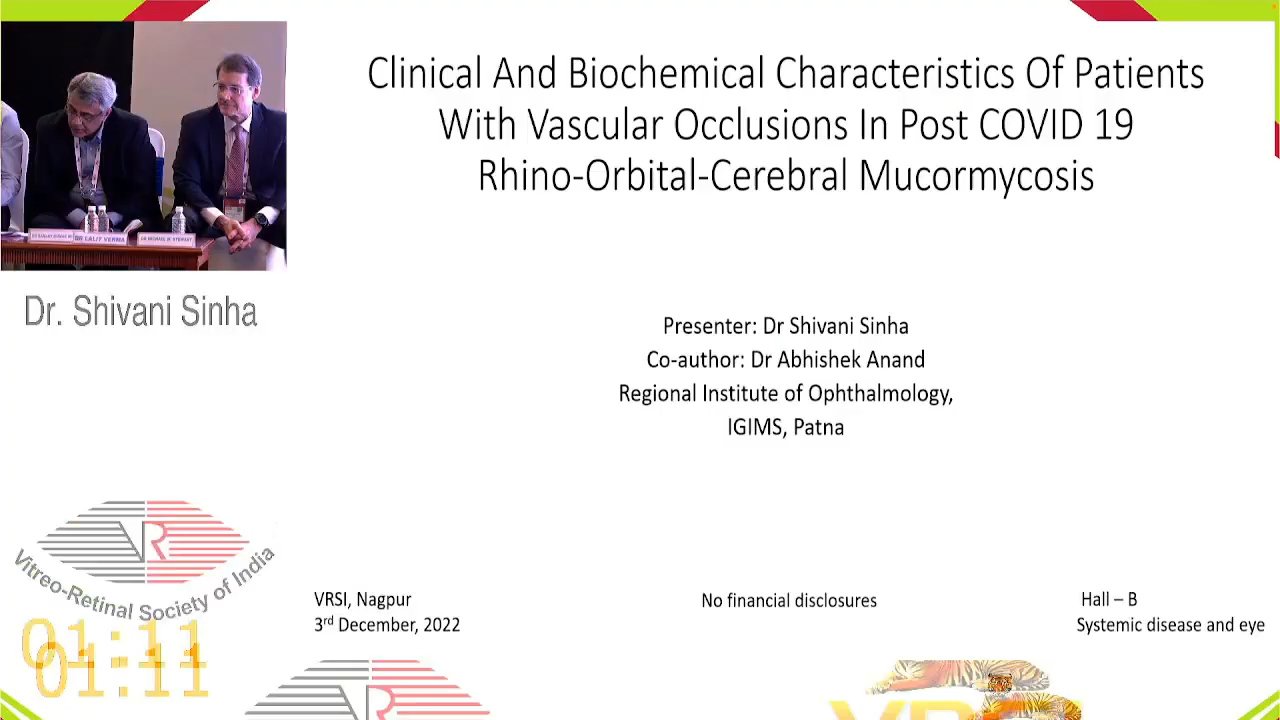 Clinical And Biochemical Characteristics Of Patients
With Vascular Occlusions In Post COVID 19
Rhino-Orbital-Cerebral Mucormycosis
DR LALIT VERMA
Dr. Shivani Sinha
Presenter: Dr Shivani Sinha
Co-author: Dr Abhishek Anand
Regional Institute of Ophthalmology,
IGIMS, Patna
VR
Vitreo-Retinal Society of India
01:11
01:11
VRSI, Nagpur
3rd December, 2022
No financial disclosures
Hall – B
Systemic disease and eye